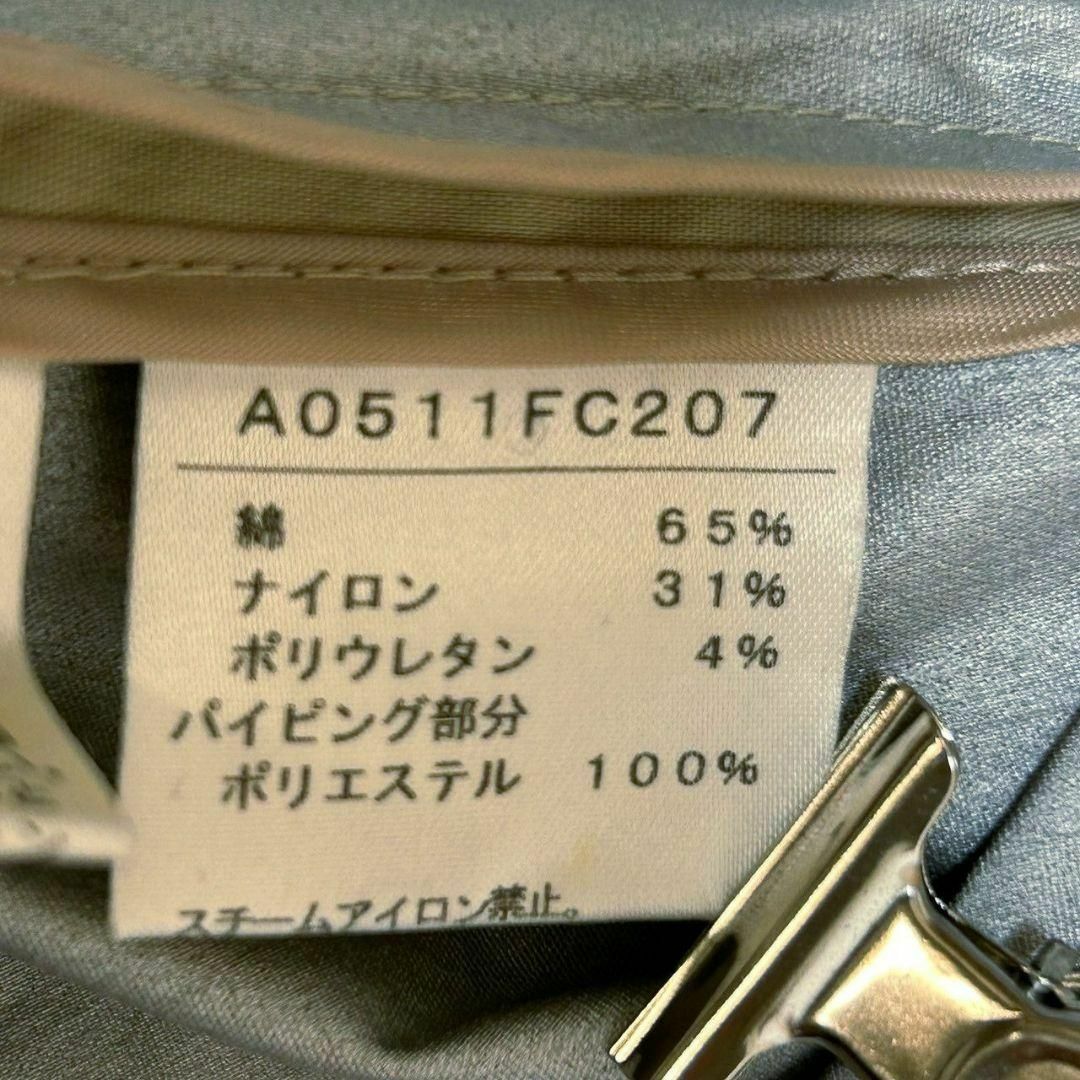 A0511FC207
綿 65%
ナイロン 31%
ポリウレタン 4%
パイピング部分
ポリエステル 100%
スチームアイロン禁止。